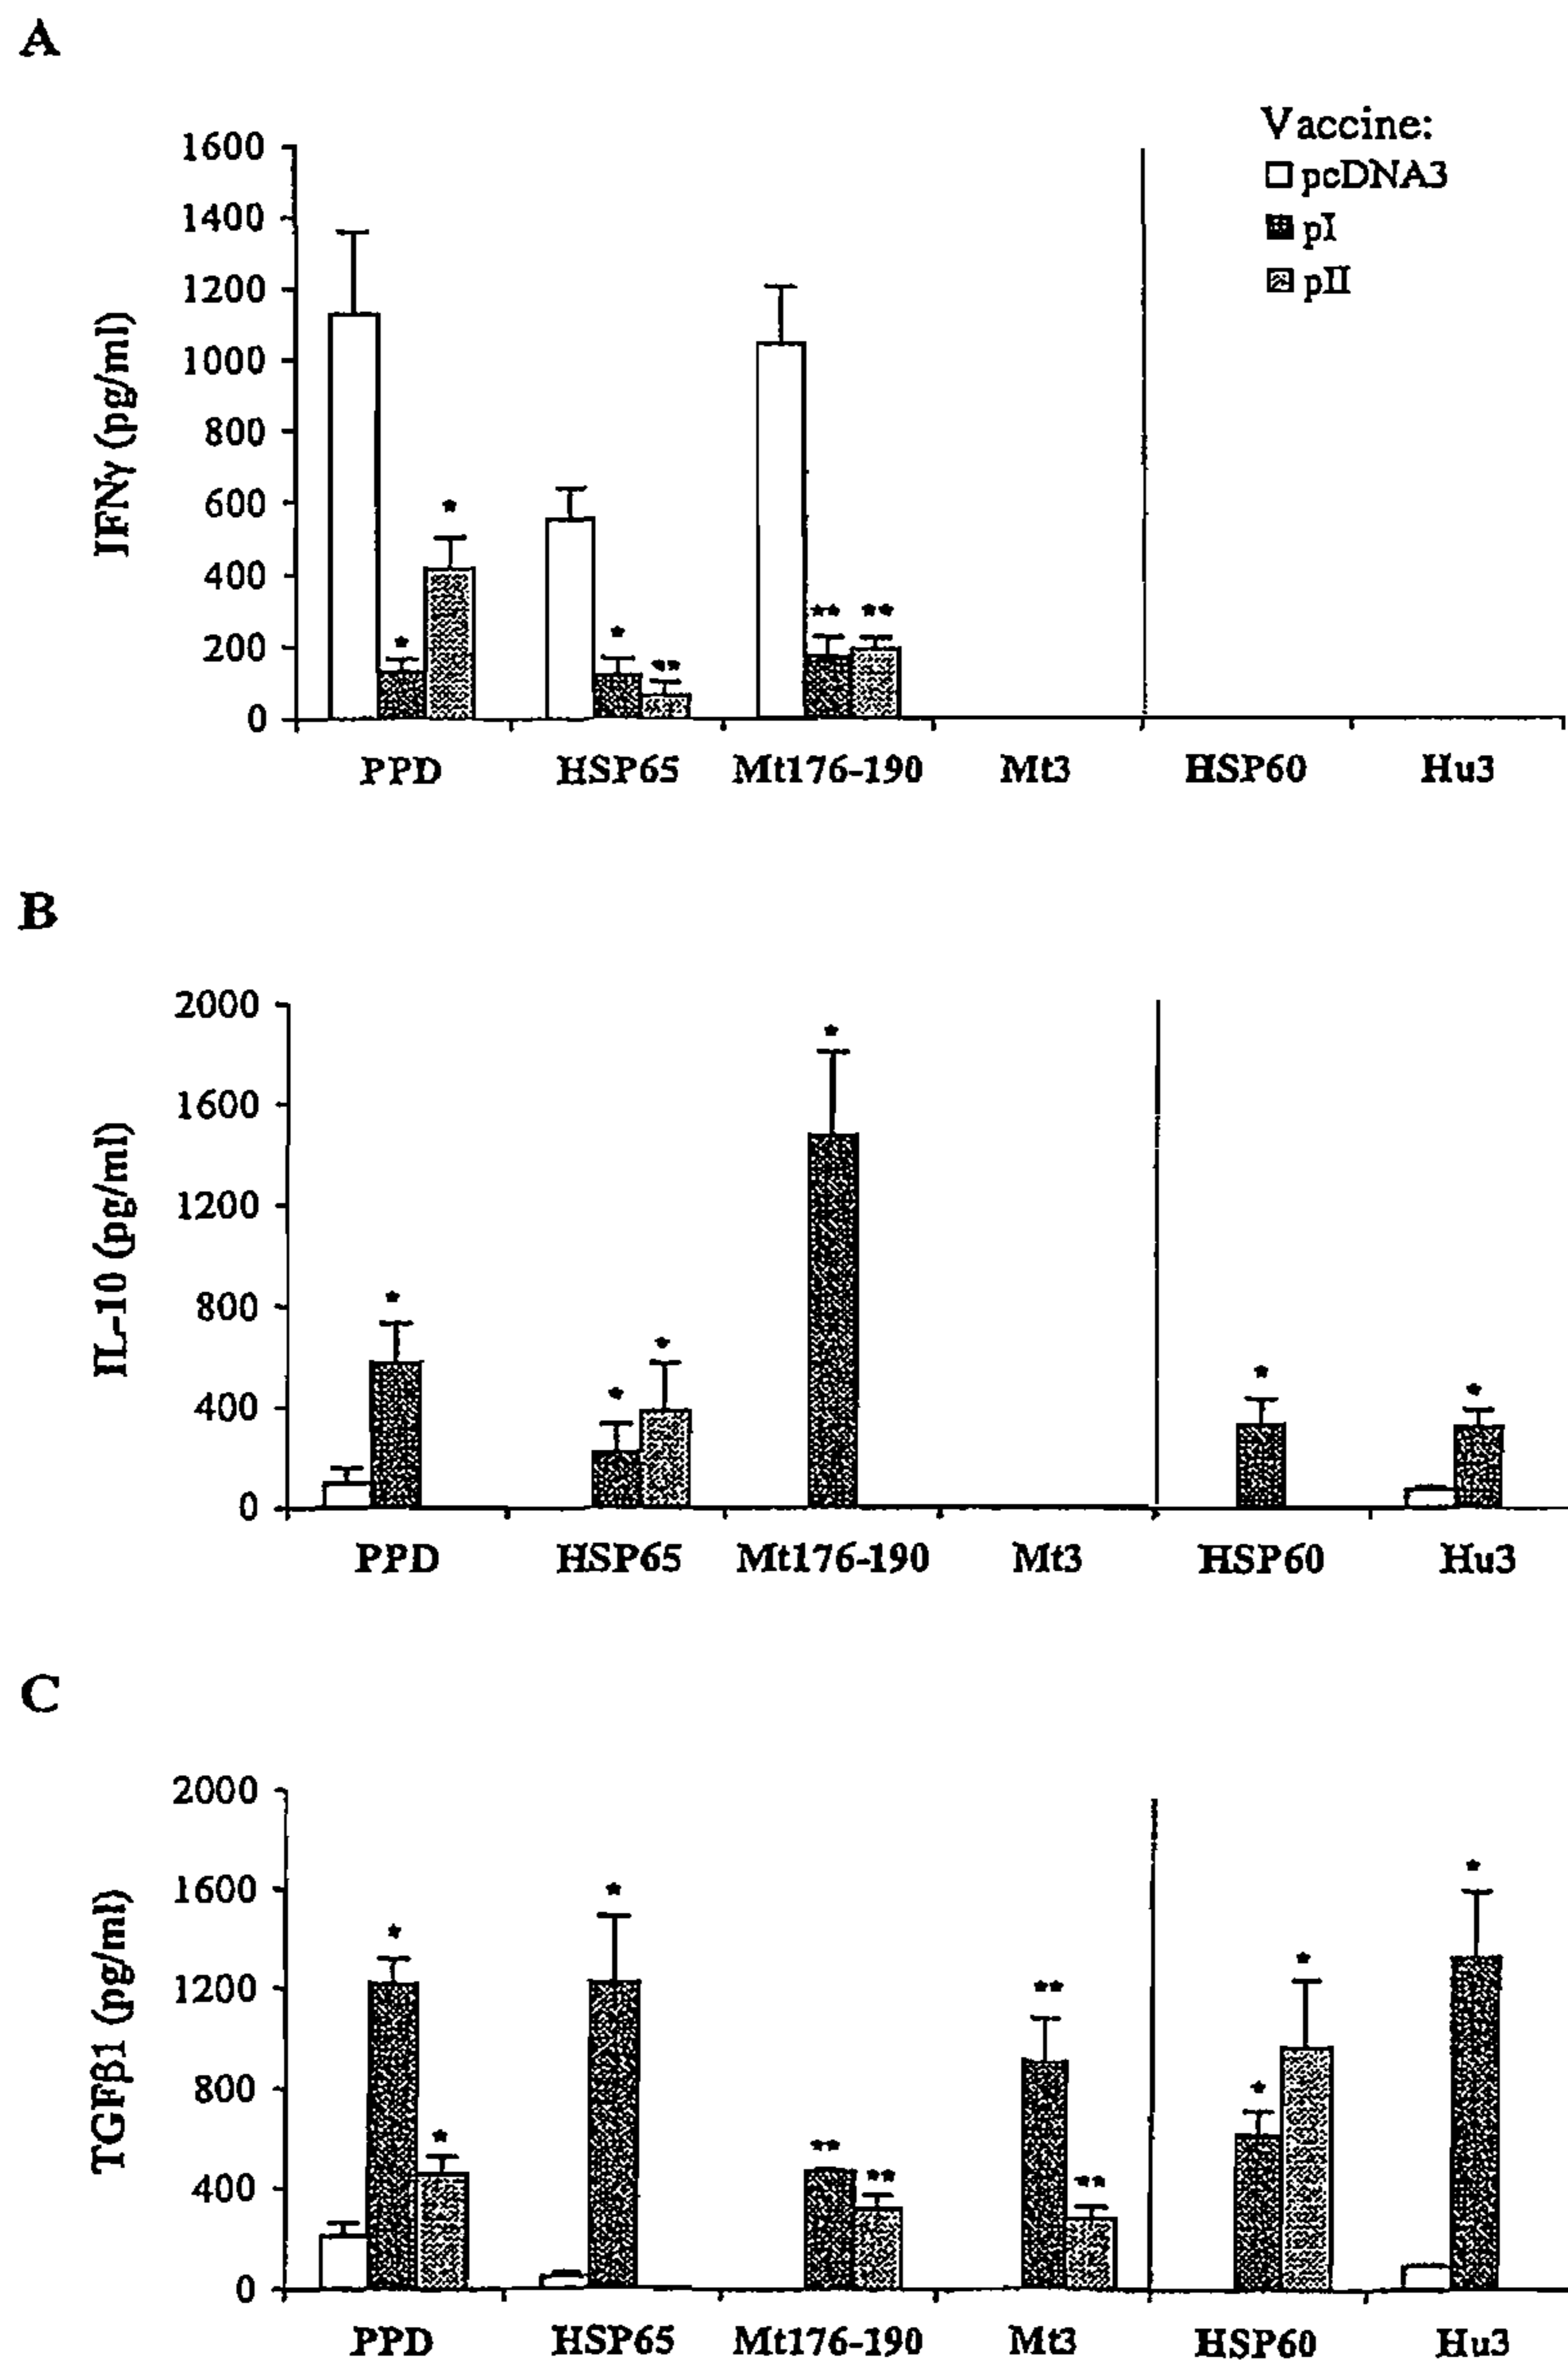 A
Vaccine:
pcDNA3
pI
pII
IFNγ (pg/ml)
1600
1400
1200
1000
800
600
400
200
0
* * * ** ** **
PPD HSP65 Mt176-190 Mt3 HSP60 Hu3
B
IL-10 (pg/ml)
2000
1600
1200
800
400
0
* * * * * *
PPD HSP65 Mt176-190 Mt3 HSP60 Hu3
C
TGFβ1 (pg/ml)
2000
1600
1200
800
400
0
* * * ** ** ** ** * * *
PPD HSP65 Mt176-190 Mt3 HSP60 Hu3